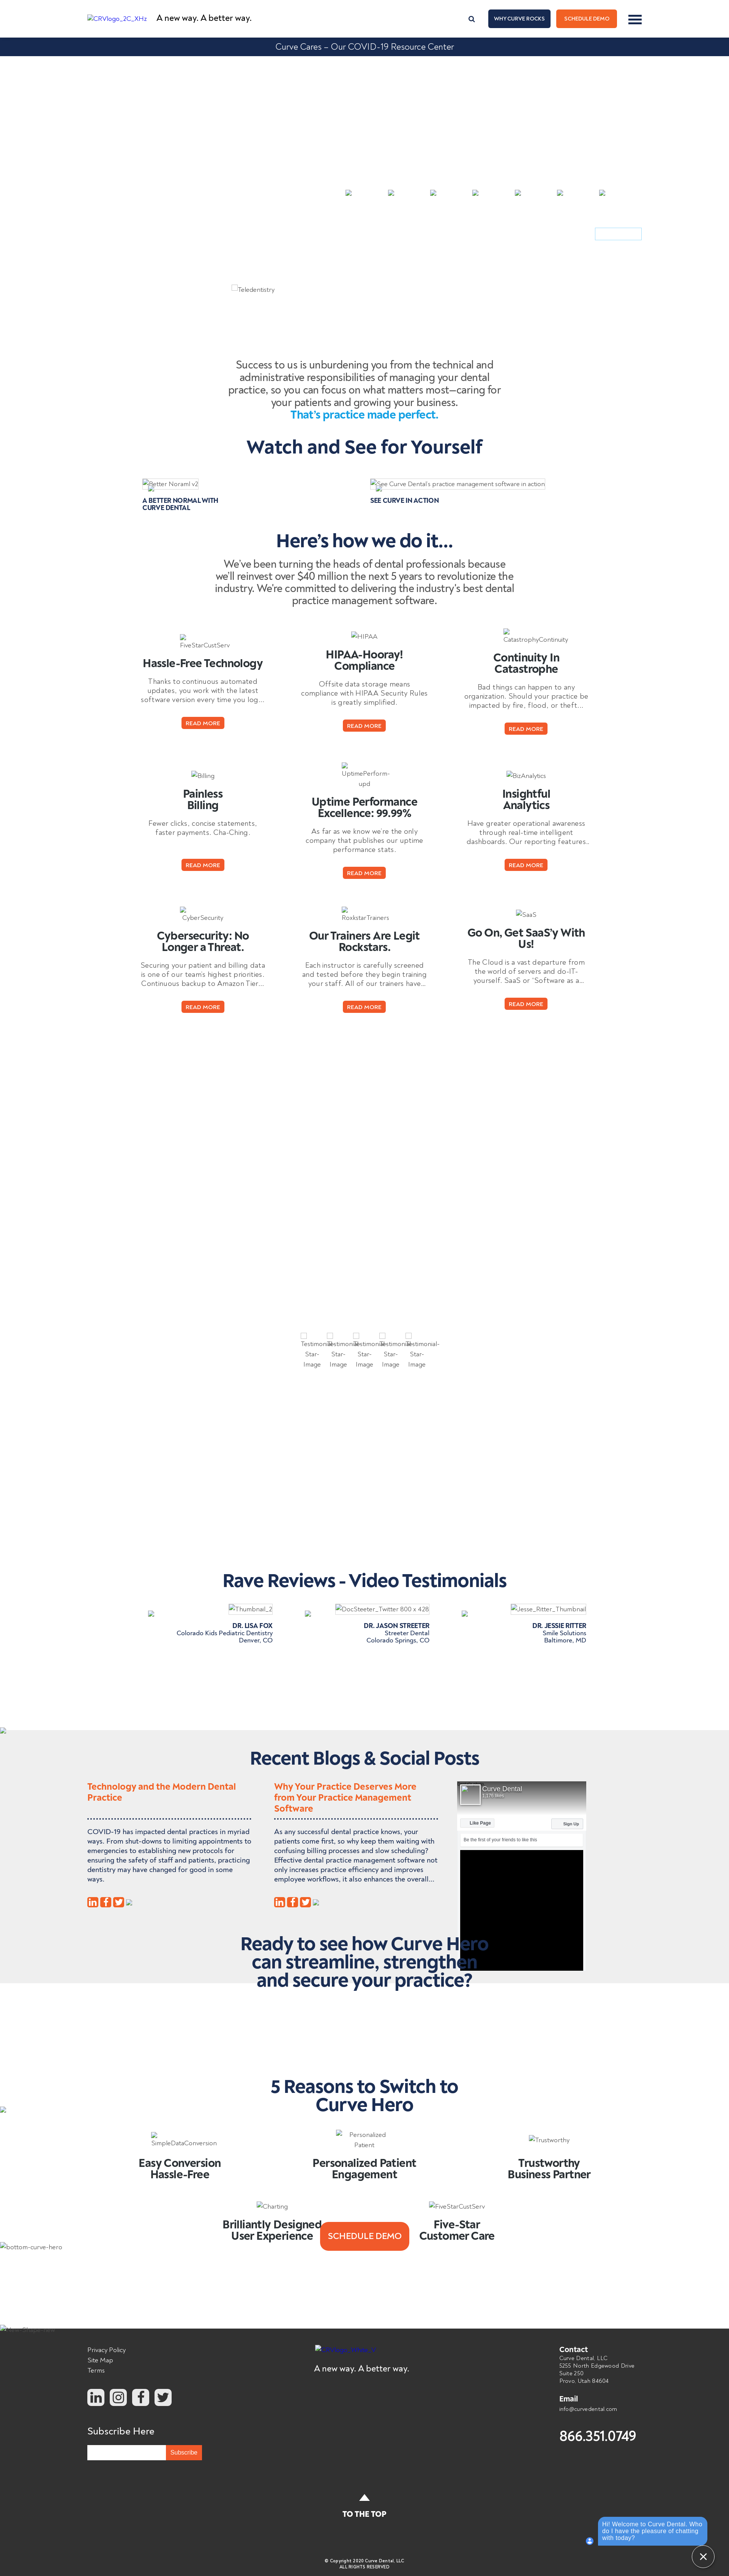 CRVlogo_2C_XHz
A new way. A better way.
WHY CURVE ROCKS
SCHEDULE DEMO
Curve Cares – Our COVID-19 Resource Center
Teledentistry
Success to us is unburdening you from the technical and
administrative responsibilities of managing your dental
practice, so you can focus on what matters most—caring for
your patients and growing your business.
That's practice made perfect.
Watch and See for Yourself
Better Noraml v2
See Curve Dental's practice management software in action
A BETTER NORMAL WITH
CURVE DENTAL
SEE CURVE IN ACTION
Here's how we do it...
We've been turning the heads of dental professionals because
we'll reinvest over $40 million the next 5 years to revolutionize the
industry. We're committed to delivering the industry's best dental
practice management software.
FiveStarCustServ
Hassle-Free Technology
Thanks to continuous automated
updates, you work with the latest
software version every time you log...
READ MORE
HIPAA
HIPAA-Hooray!
Compliance
Offsite data storage means
compliance with HIPAA Security Rules
is greatly simplified.
READ MORE
CatastrophyContinuity
Continuity In
Catastrophe
Bad things can happen to any
organization. Should your practice be
impacted by fire, flood, or theft...
READ MORE
Billing
Painless
Billing
Fewer clicks, concise statements,
faster payments. Cha-Ching.
READ MORE
UptimePerform-
upd
Uptime Performance
Excellence: 99.99%
As far as we know we're the only
company that publishes our uptime
performance stats.
READ MORE
BizAnalytics
Insightful
Analytics
Have greater operational awareness
through real-time intelligent
dashboards. Our reporting features..
READ MORE
CyberSecurity
Cybersecurity: No
Longer a Threat.
Securing your patient and billing data
is one of our team's highest priorities.
Continuous backup to Amazon Tier...
READ MORE
RoxkstarTrainers
Our Trainers Are Legit
Rockstars.
Each instructor is carefully screened
and tested before they begin training
your staff. All of our trainers have...
READ MORE
SaaS
Go On, Get SaaS'y With
Us!
The Cloud is a vast departure from
the world of servers and do-IT-
yourself. SaaS or "Software as a...
READ MORE
Testimonial-
Star-
Image
Testimonial-
Star-
Image
Testimonial-
Star-
Image
Testimonial-
Star-
Image
Testimonial-
Star-
Image
Rave Reviews - Video Testimonials
Thumbnail_2
DR. LISA FOX
Colorado Kids Pediatric Dentistry
Denver, CO
DocSteeter_Twitter 800 x 428
DR. JASON STREETER
Streeter Dental
Colorado Springs, CO
Jesse_Ritter_Thumbnail
DR. JESSIE RITTER
Smile Solutions
Baltimore, MD
Recent Blogs & Social Posts
Technology and the Modern Dental
Practice
COVID-19 has impacted dentists in myriad
ways. From shut-downs to limiting appointments to
emergencies to establishing new protocols for
ensuring the safety of staff and patients, practicing
dentistry may have changed for good in some
ways.
Why Your Practice Deserves More
from Your Practice Management
Software
As any successful dental practice knows, your
patients come first, so why keep them waiting with
confusing billing processes and slow scheduling?
Effective practice management software not
only increases practice efficiency and improves
employee workflows, it also enhances the overall...
Curve Dental
Like Page
Sign Up
Be the first of your friends to like this
Ready to see how Curve Hero
can streamline, strengthen
and secure your practice?
5 Reasons to Switch to
Curve Hero
SimpleDataConversion
Easy Conversion
Hassle-Free
Personalized
Patient
Personalized Patient
Engagement
Trustworthy
Trustworthy
Business Partner
Charting
Brilliantly Designed
User Experience
SCHEDULE DEMO
FiveStarCustServ
Five-Star
Customer Care
bottom-curve-hero
Privacy Policy
Site Map
Terms
Subscribe Here
Subscribe
A new way. A better way.
Contact
Curve Dental, LLC
5255 North Edgewood Drive
Suite 250
Provo, Utah 84604
Email
info@curvedental.com
866.351.0749
TO THE TOP
Hi! Welcome to Curve Dental. Who
do I have the pleasure of chatting
with today?
© Copyright 2020 Curve Dental, LLC
ALL RIGHTS RESERVED